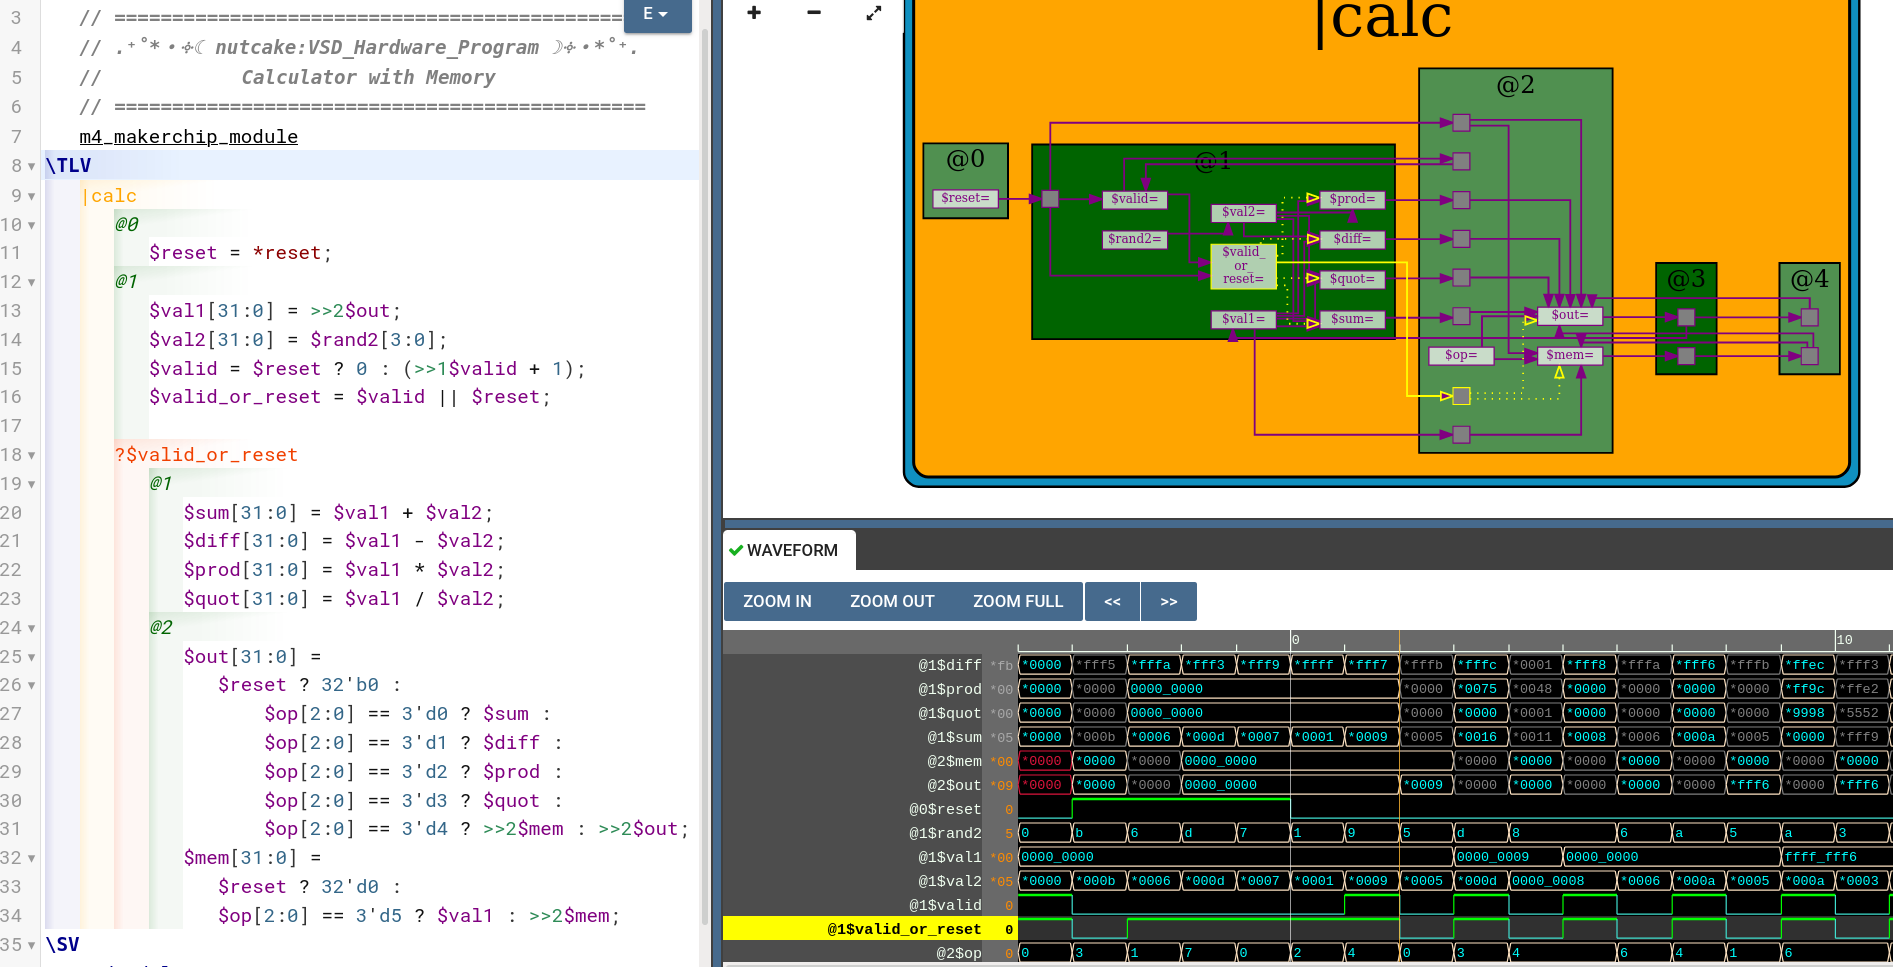 3 // ==============================================
4 // .⁺˚*•⊹☾ nutcake:VSD_Hardware_Program ☽⊹•*˚⁺.
5 // Calculator with Memory
6 // ==============================================
7 m4_makerchip_module
8 \TLV
9 |calc
10 @0
11 $reset = *reset;
12 @1
13 $val1[31:0] = >>2$out;
14 $val2[31:0] = $rand2[3:0];
15 $valid = $reset ? 0 : (>>1$valid + 1);
16 $valid_or_reset = $valid || $reset;
17
18 ?$valid_or_reset
19 @1
20 $sum[31:0] = $val1 + $val2;
21 $diff[31:0] = $val1 - $val2;
22 $prod[31:0] = $val1 * $val2;
23 $quot[31:0] = $val1 / $val2;
24 @2
25 $out[31:0] =
26 $reset ? 32'b0 :
27 $op[2:0] == 3'd0 ? $sum :
28 $op[2:0] == 3'd1 ? $diff :
29 $op[2:0] == 3'd2 ? $prod :
30 $op[2:0] == 3'd3 ? $quot :
31 $op[2:0] == 3'd4 ? >>2$mem : >>2$out;
32 $mem[31:0] =
33 $reset ? 32'd0 :
34 $op[2:0] == 3'd5 ? $val1 : >>2$mem;
35 \SV
E
|calc
@0
$reset=
@1
$valid=
$rand2=
$val2=
$valid_
or_
reset=
$val1=
$prod=
$diff=
$quot=
$sum=
@2
$out=
$op=
$mem=
@3
@4
WAVEFORM
ZOOM IN ZOOM OUT ZOOM FULL << >>
0 10
@1$diff *fb *0000 *fff5 *fffa *fff3 *fff9 *ffff *fff7 *fffb *fffc *0001 *fff8 *fffa *fff6 *fffb *ffec *fff3
@1$prod *00 *0000 *0000 0000_0000 *0000 *0075 *0048 *0000 *0000 *0000 *0000 *ff9c *ffe2
@1$quot *00 *0000 *0000 0000_0000 *0000 *0000 *0001 *0000 *0000 *0000 *0000 *9998 *5552
@1$sum *05 *0000 *000b *0006 *000d *0007 *0001 *0009 *0005 *0016 *0011 *0008 *0006 *000a *0005 *0000 *fff9
@2$mem *00 *0000 *0000 *0000 0000_0000 *0000 *0000 *0000 *0000 *0000 *0000 *0000 *0000
@2$out *09 *0000 *0000 *0000 0000_0000 *0009 *0000 *0000 *0000 *0000 *0000 *fff6 *0000 *fff6
@0$reset 0
@1$rand2 5 0 b 6 d 7 1 9 5 d 8 6 a 5 a 3
@1$val1 *00 0000_0000 0000_0009 0000_0000 ffff_fff6
@1$val2 *05 *0000 *000b *0006 *000d *0007 *0001 *0009 *0005 *000d 0000_0008 *0006 *000a *0005 *000a *0003
@1$valid 0
@1$valid_or_reset 0
@2$op 0 0 3 1 7 0 2 4 0 3 4 6 4 1 6